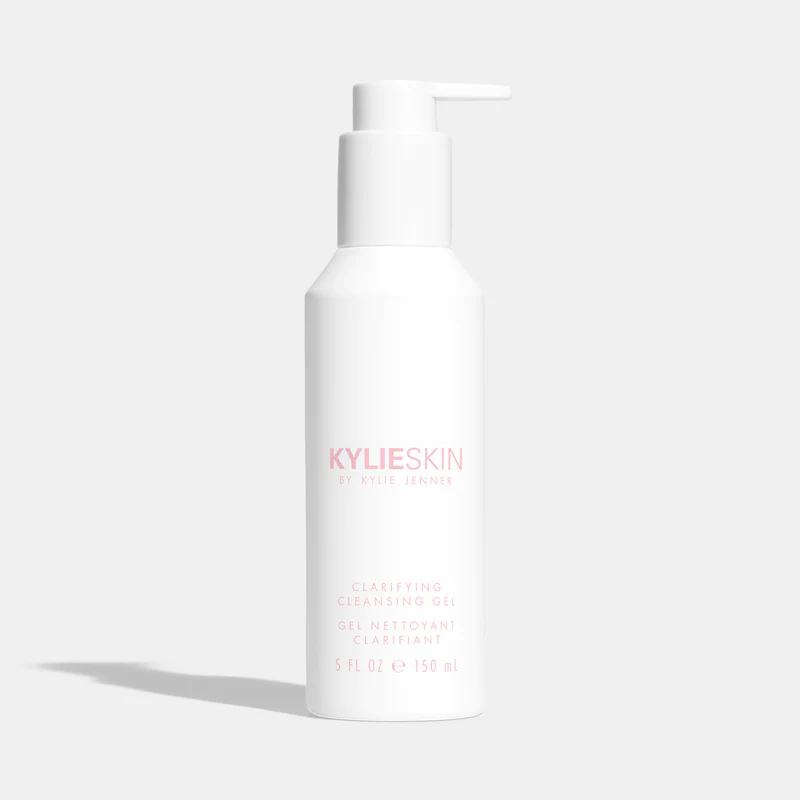 KYLIESKIN
BY KYLIE JENNER
CLARIFYING
CLEANSING GEL
GEL NETTOYANT
CLARIFIANT
5 FL OZ ℮ 150 mL